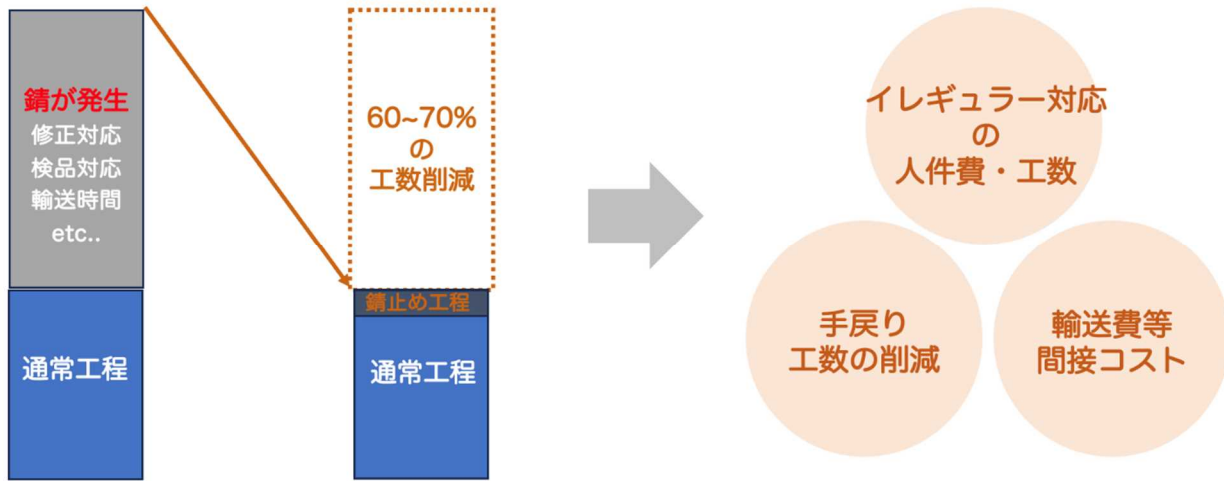 錆が発生
修正対応
検品対応
輸送時間
etc..
通常工程
60~70%
の
工数削減
錆止め工程
通常工程
イレギュラー対応
の
人件費・工数
手戻り
工数の削減
輸送費等
間接コスト